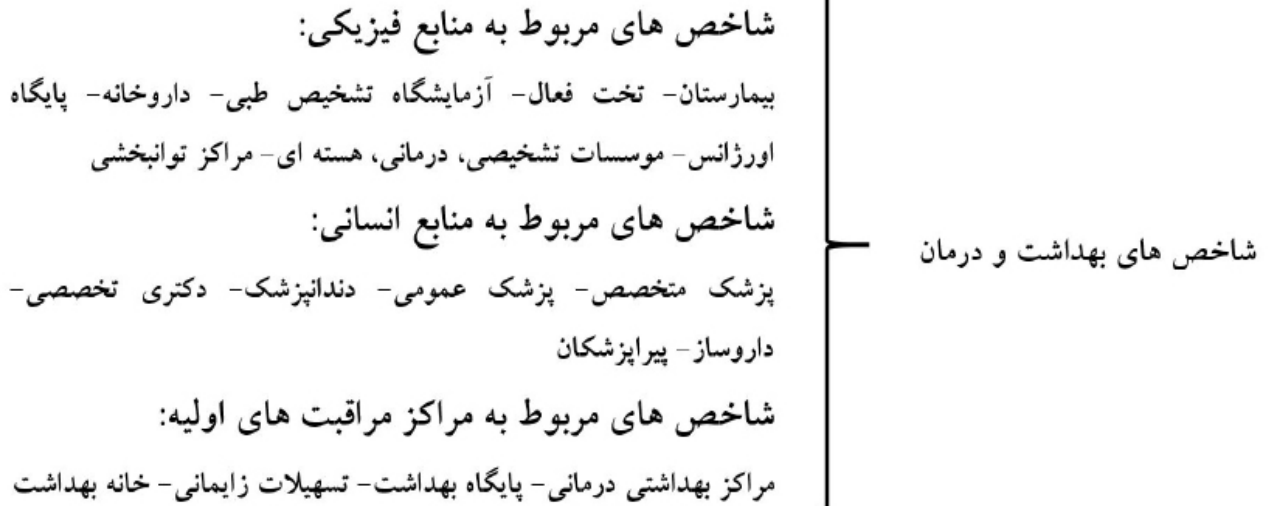 شاخص های بهداشت و درمان
شاخص های مربوط به منابع فیزیکی:
بیمارستان- تخت فعال- آزمایشگاه تشخیص طبی- داروخانه- پایگاه
اورژانس- موسسات تشخیصی، درمانی، هسته ای- مراکز توانبخشی
شاخص های مربوط به منابع انسانی:
پزشک متخصص- پزشک عمومی- دندانپزشک- دکتری تخصصی-
داروساز- پیراپزشکان
شاخص های مربوط به مراکز مراقبت های اولیه:
مراکز بهداشتی درمانی- پایگاه بهداشت- تسهیلات زایمانی- خانه بهداشت